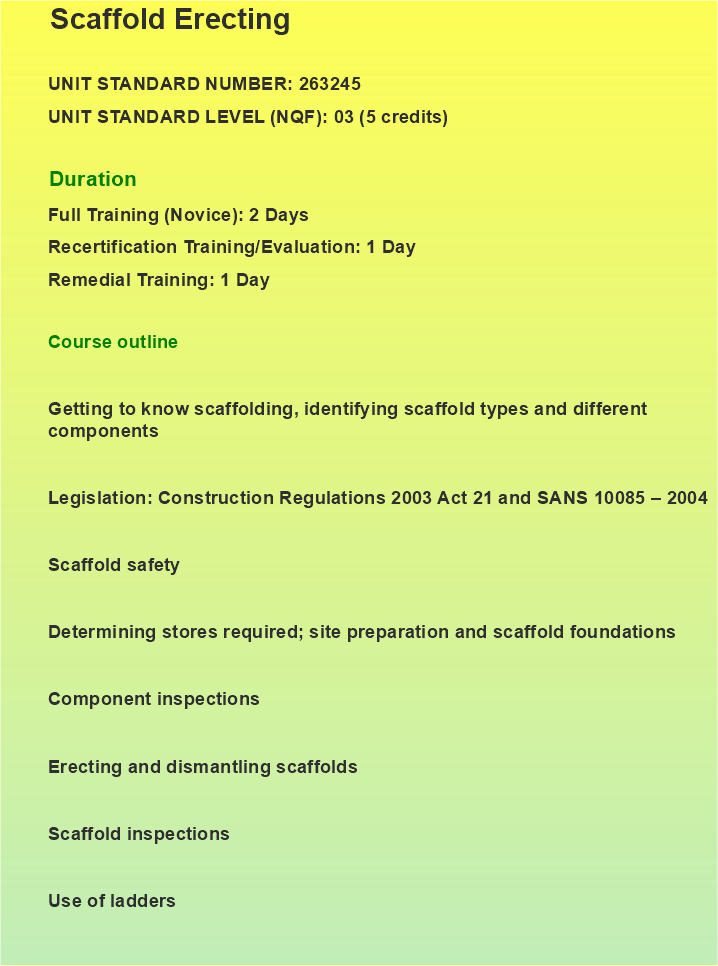 Scaffold Erecting
UNIT STANDARD NUMBER: 263245
UNIT STANDARD LEVEL (NQF): 03 (5 credits)
Duration
Full Training (Novice): 2 Days
Recertification Training/Evaluation: 1 Day
Remedial Training: 1 Day
Course outline
Getting to know scaffolding, identifying scaffold types and different
components
Legislation: Construction Regulations 2003 Act 21 and SANS 10085 – 2004
Scaffold safety
Determining stores required; site preparation and scaffold foundations
Component inspections
Erecting and dismantling scaffolds
Scaffold inspections
Use of ladders